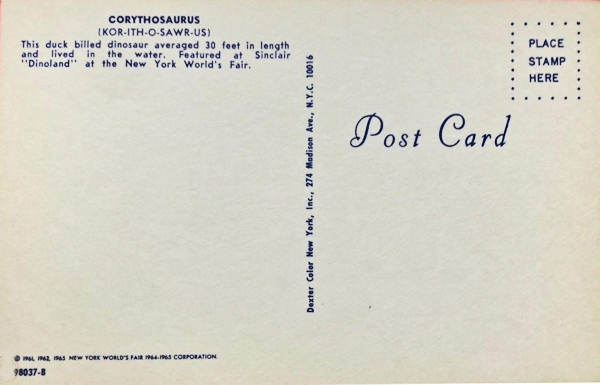 CORYTHOSAURUS
(KOR-ITH-O-SAWR-US)
This duck billed dinosaur averaged 30 feet in length
and lived in the water. Featured at Sinclair
"Dinoland" at the New York World's Fair.
PLACE
STAMP
HERE
Post Card
Dexter Color New York, Inc., 274 Madison Ave., N.Y.C. 10016
© 1961, 1962, 1965 NEW YORK WORLD'S FAIR 1964-1965 CORPORATION.
98037-B